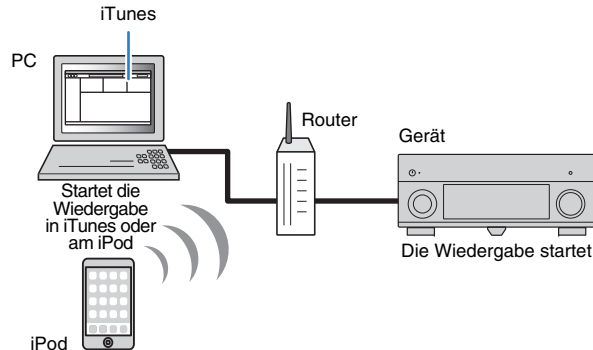 iTunes
PC
Router
Gerät
Startet die
Wiedergabe
in iTunes oder
am iPod
Die Wiedergabe startet
iPod